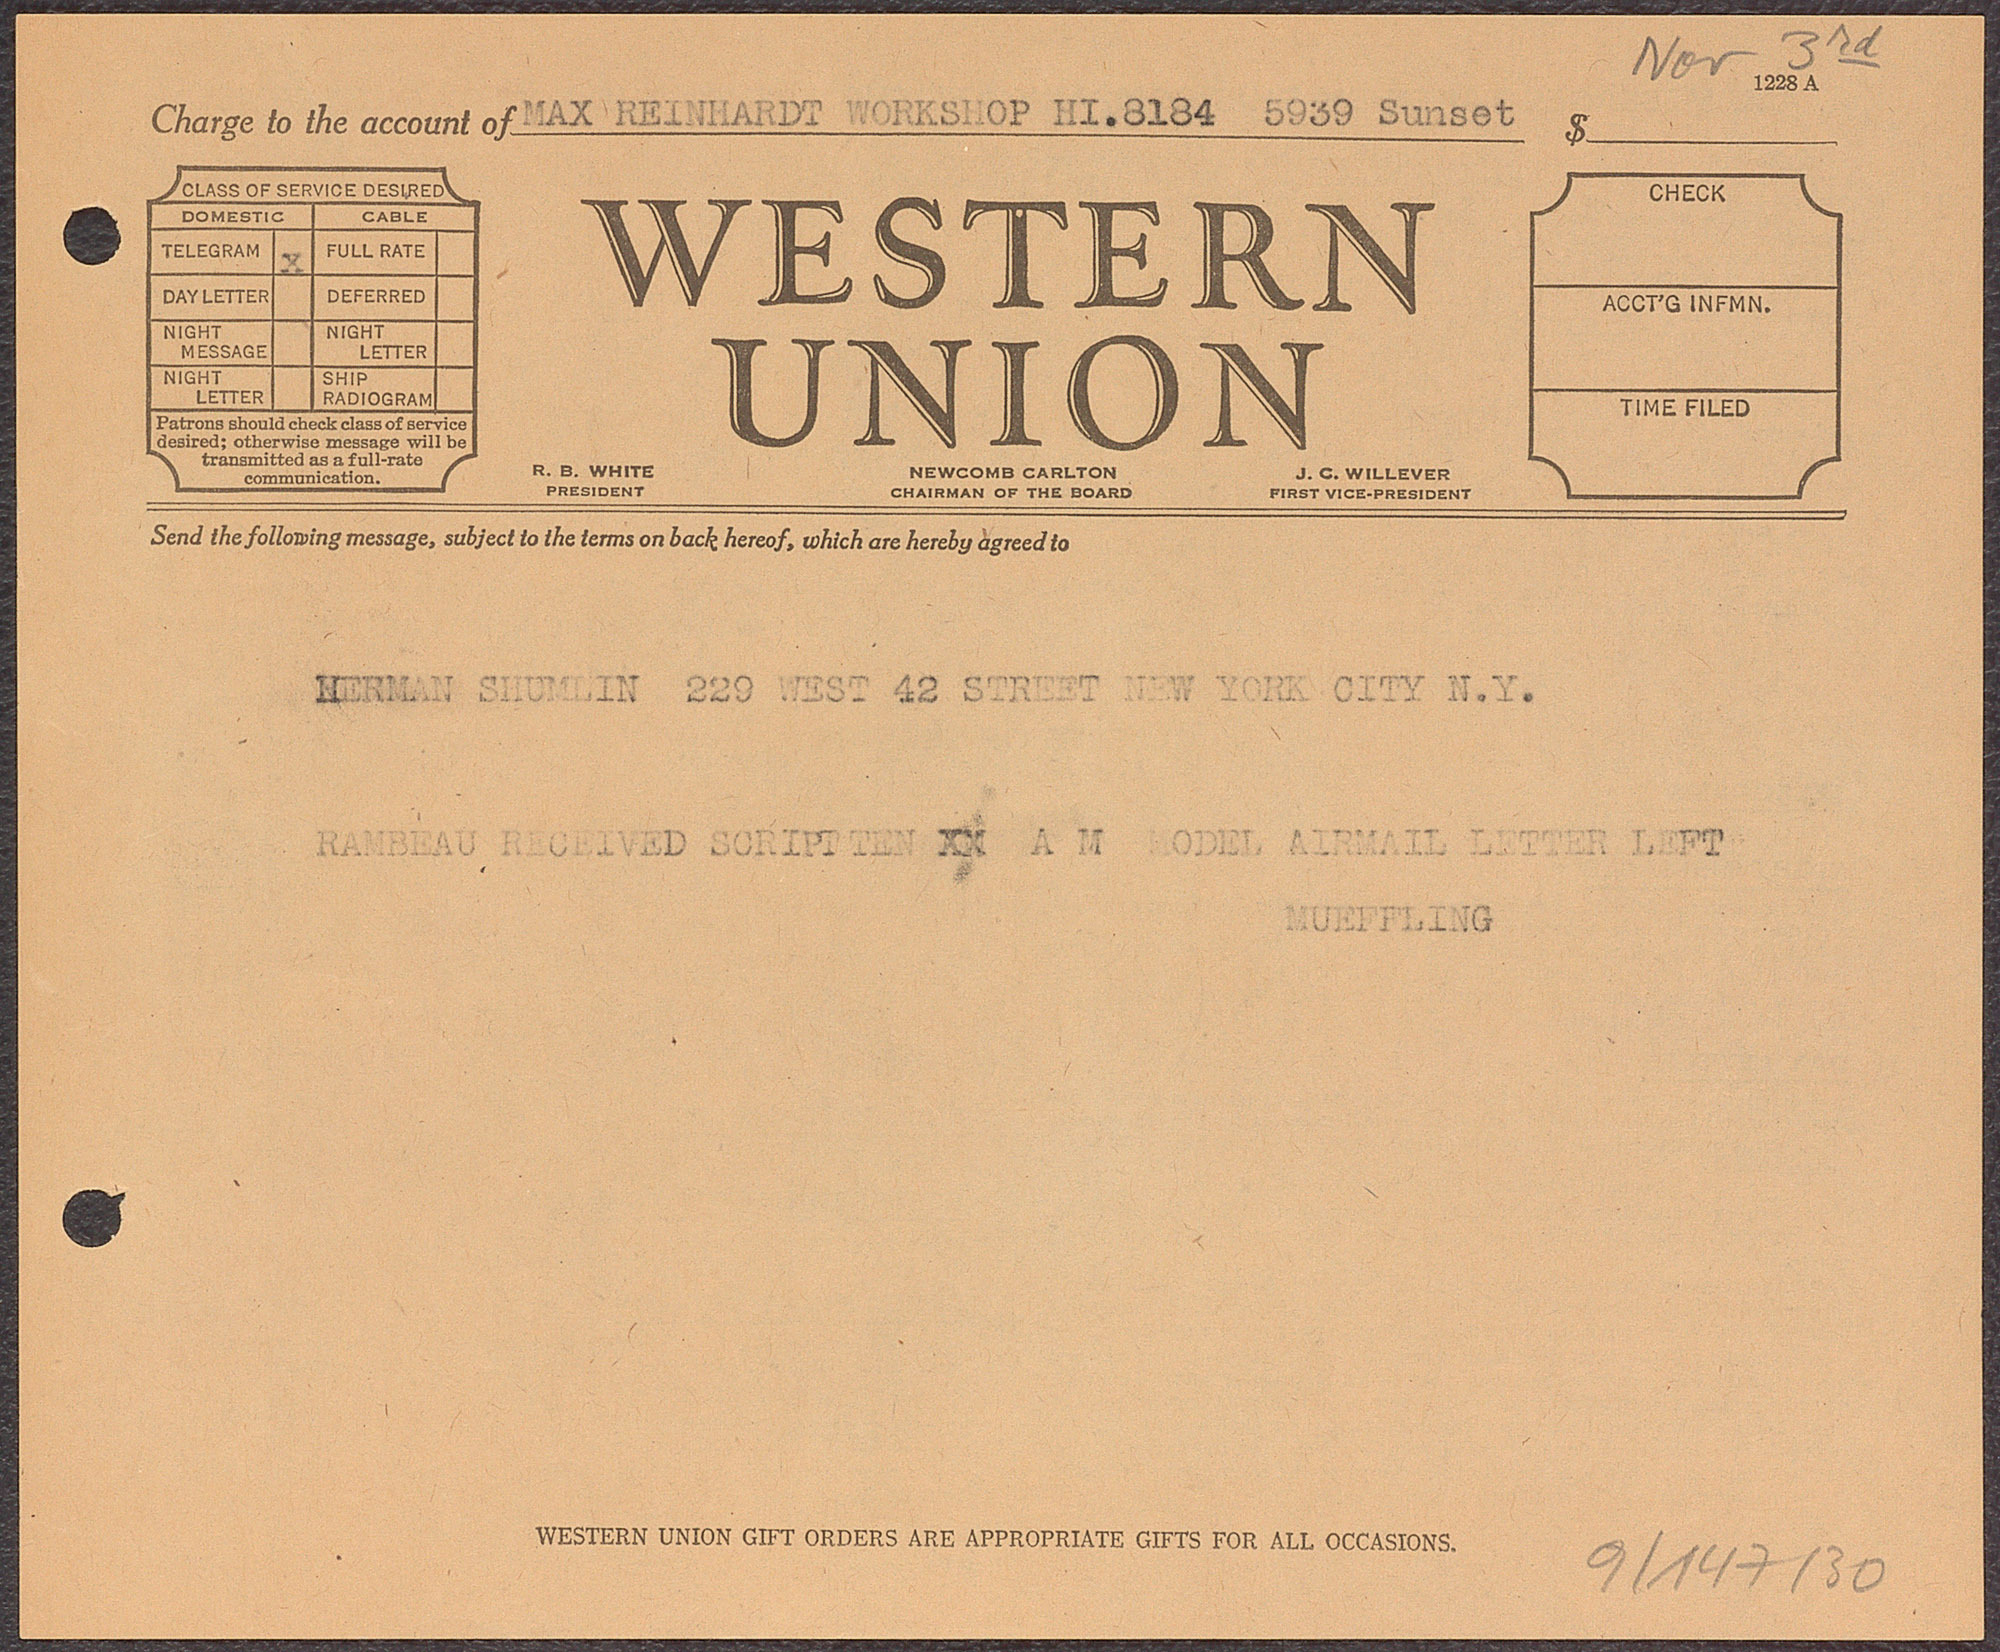 Nov 3rd
1228 A
Charge to the account of MAX REINHARDT WORKSHOP HI.8184 5939 Sunset $
CLASS OF SERVICE DESIRED
DOMESTIC CABLE
TELEGRAM X FULL RATE
DAY LETTER DEFERRED
NIGHT MESSAGE NIGHT LETTER
NIGHT LETTER SHIP RADIOGRAM
Patrons should check class of service
desired; otherwise message will be
transmitted as a full-rate
communication.
WESTERN
UNION
R. B. WHITE
PRESIDENT
NEWCOMB CARLTON
CHAIRMAN OF THE BOARD
J. C. WILLEVER
FIRST VICE-PRESIDENT
CHECK
ACCT'G INFMN.
TIME FILED
Send the following message, subject to the terms on back hereof, which are hereby agreed to
HERMAN SHUMLIN 229 WEST 42 STREET NEW YORK CITY N.Y.
RAMBEAU RECEIVED SCRIPT TEN XX A M MODEL AIRMAIL LETTER LEFT
MUEFFLING
WESTERN UNION GIFT ORDERS ARE APPROPRIATE GIFTS FOR ALL OCCASIONS.
9/147/30